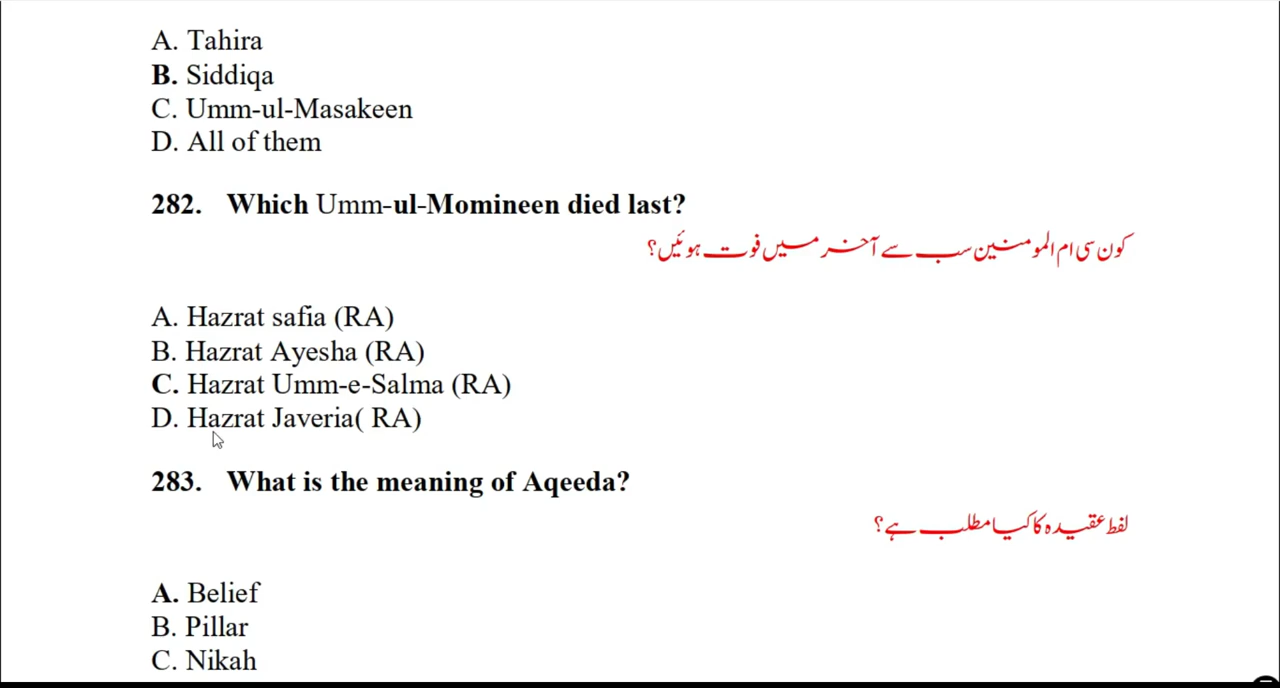 A. Tahira
B. Siddiqa
C. Umm-ul-Masakeen
D. All of them
282. Which Umm-ul-Momineen died last?
کون سی ام المومنین سب سے آخر میں فوت ہوئیں؟
A. Hazrat safia (RA)
B. Hazrat Ayesha (RA)
C. Hazrat Umm-e-Salma (RA)
D. Hazrat Javeria( RA)
283. What is the meaning of Aqeeda?
لفظ عقیدہ کا کیا مطلب ہے؟
A. Belief
B. Pillar
C. Nikah